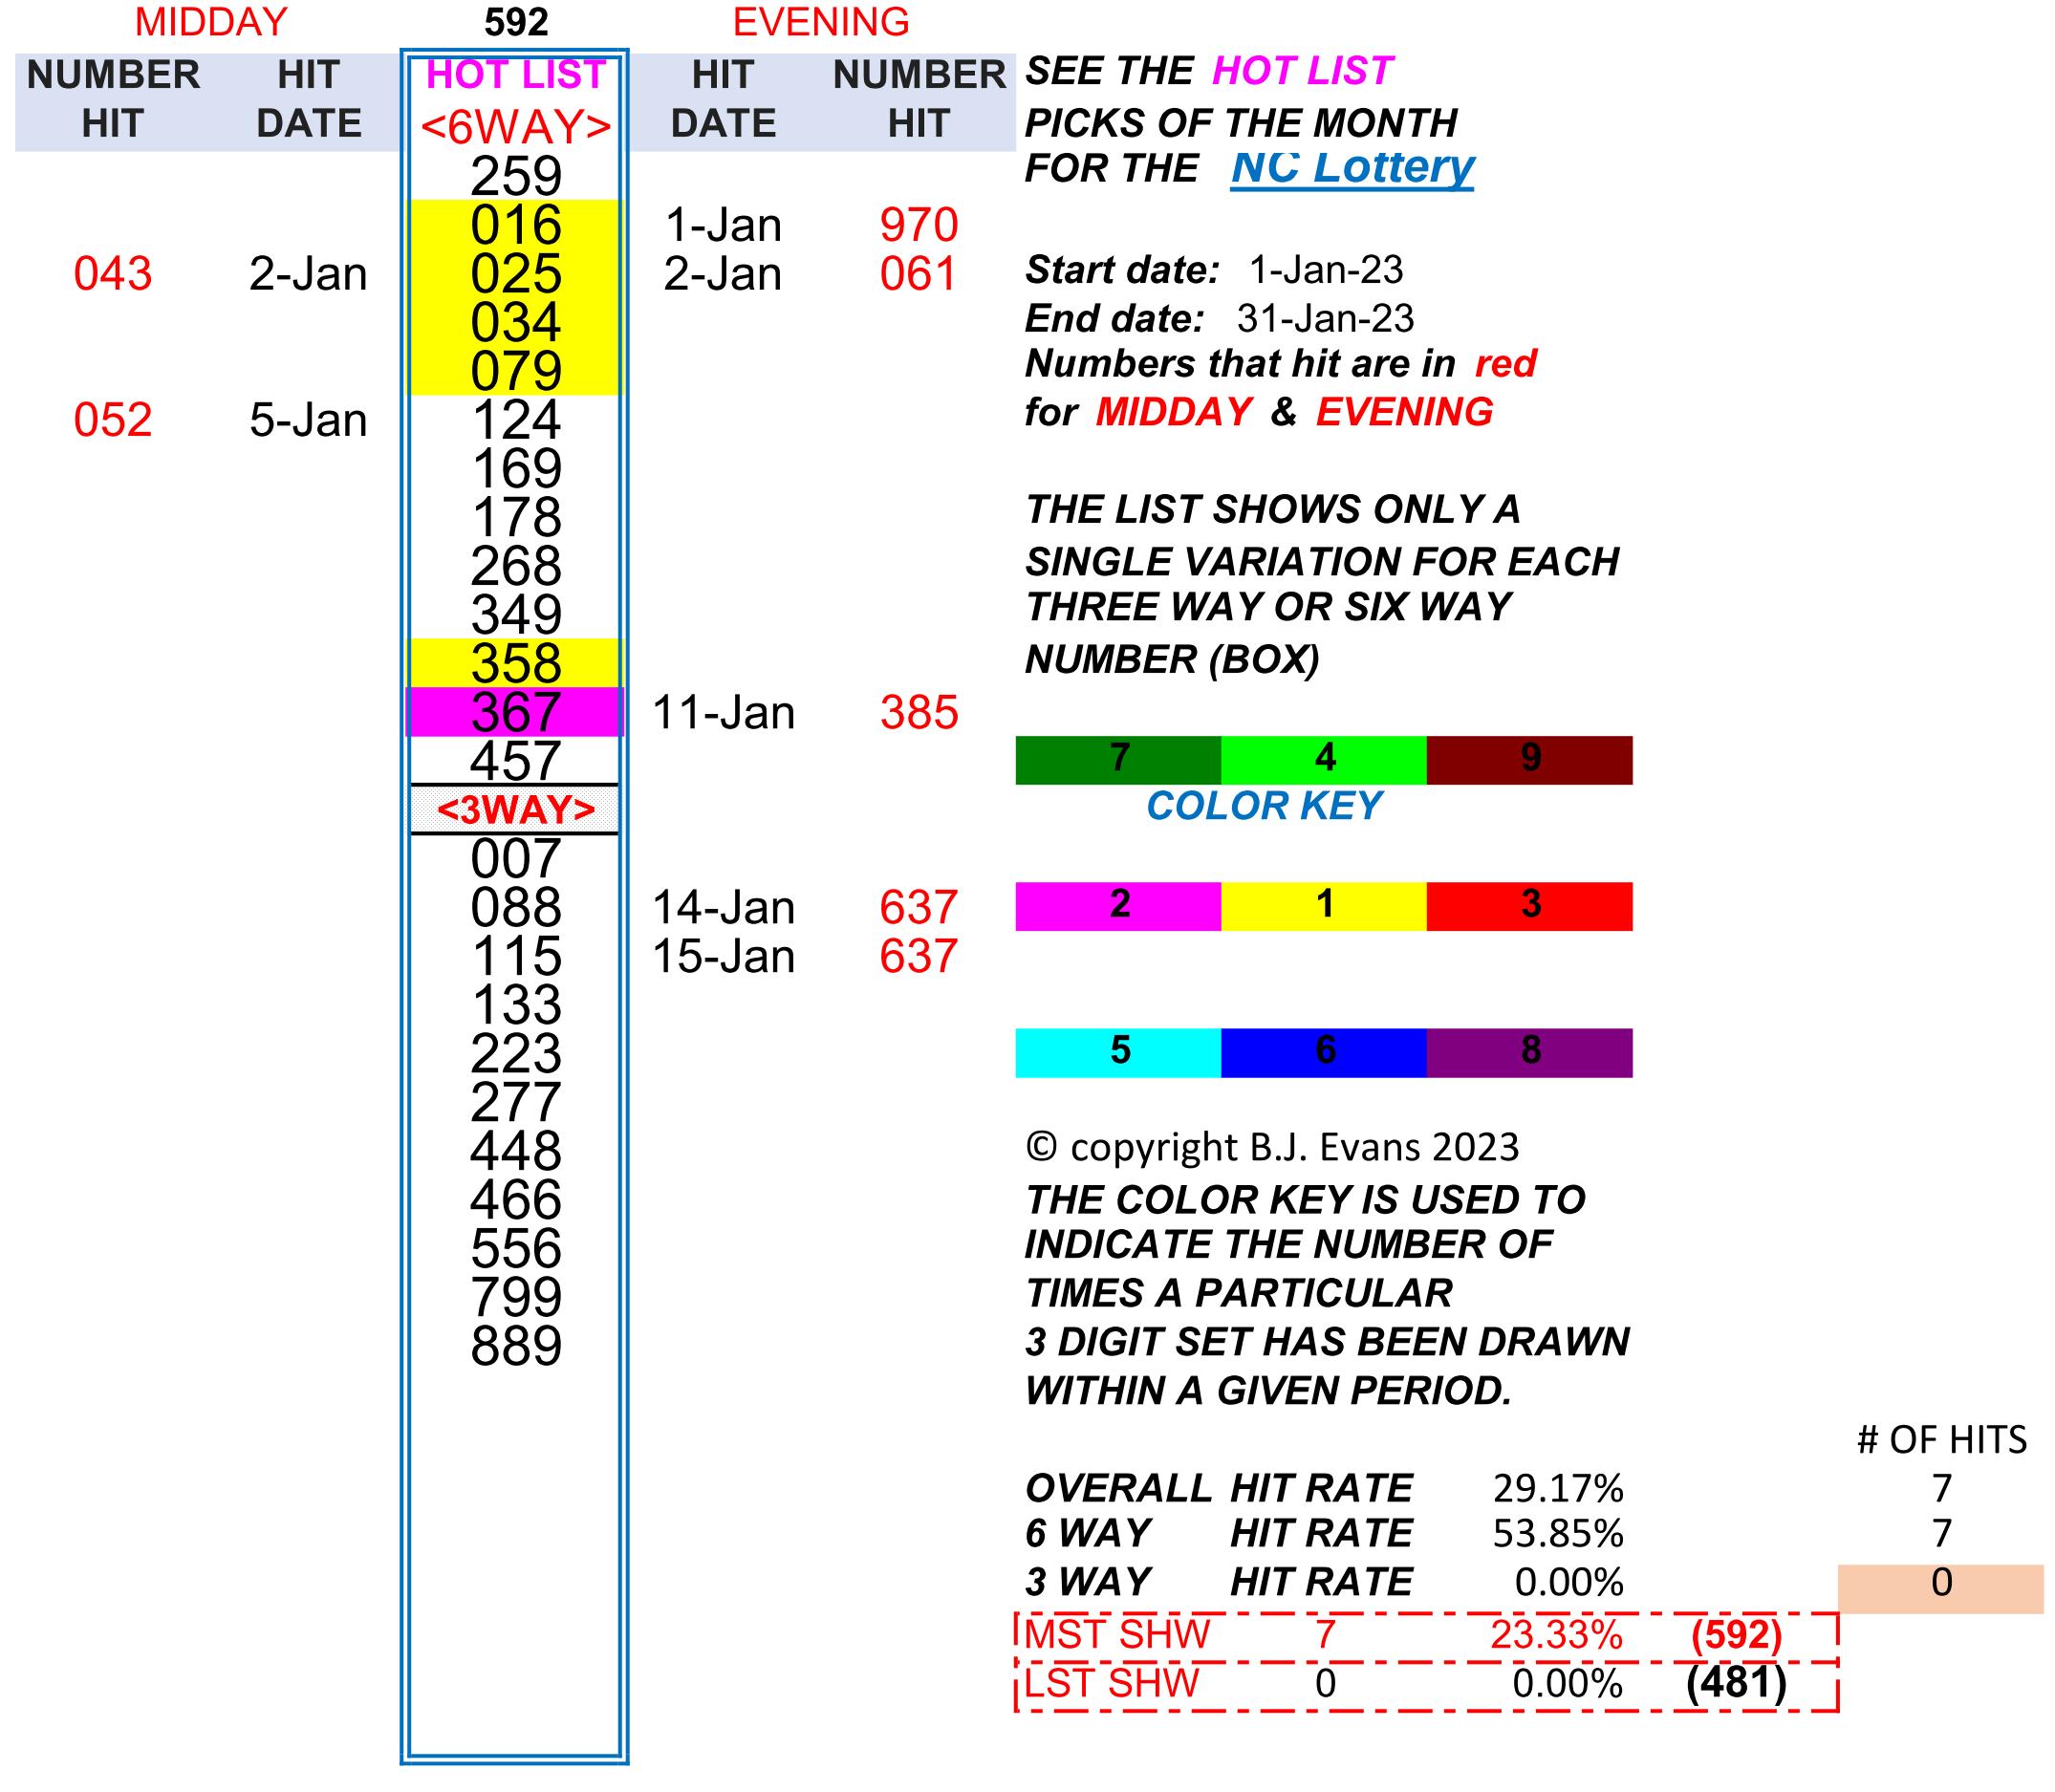 MIDDAY 592 EVENING
NUMBER HIT HOT LIST HIT NUMBER SEE THE HOT LIST
HIT DATE <6WAY> DATE HIT PICKS OF THE MONTH
259 FOR THE NC Lottery
016 1-Jan 970
043 2-Jan 025 2-Jan 061 Start date: 1-Jan-23
034 End date: 31-Jan-23
079 Numbers that hit are in red
052 5-Jan 124 for MIDDAY & EVENING
169
178 THE LIST SHOWS ONLY A
268 SINGLE VARIATION FOR EACH
349 THREE WAY OR SIX WAY
358 NUMBER (BOX)
367 11-Jan 385
457 7 4 9
<3WAY> COLOR KEY
007
088 14-Jan 637 2 1 3
115 15-Jan 637
133
223 5 6 8
277
448 © copyright B.J. Evans 2023
466 THE COLOR KEY IS USED TO
556 INDICATE THE NUMBER OF
799 TIMES A PARTICULAR
889 3 DIGIT SET HAS BEEN DRAWN
WITHIN A GIVEN PERIOD.
# OF HITS
OVERALL HIT RATE 29.17% 7
6 WAY HIT RATE 53.85% 7
3 WAY HIT RATE 0.00% 0
MST SHW 7 23.33% (592)
LST SHW 0 0.00% (481)